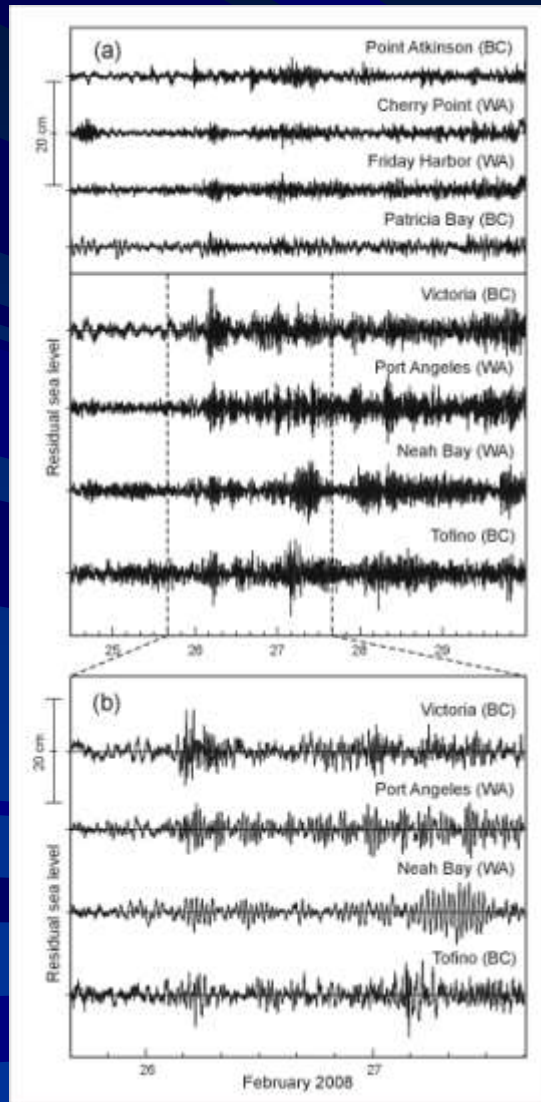 (a)
Point Atkinson (BC)
Cherry Point (WA)
20 cm
Friday Harbor (WA)
Patricia Bay (BC)
Victoria (BC)
Port Angeles (WA)
Residual sea level
Neah Bay (WA)
Tofino (BC)
25 26 27 28 29
(b)
Victoria (BC)
20 cm
Port Angeles (WA)
Neah Bay (WA)
Residual sea level
Tofino (BC)
26 27
February 2008